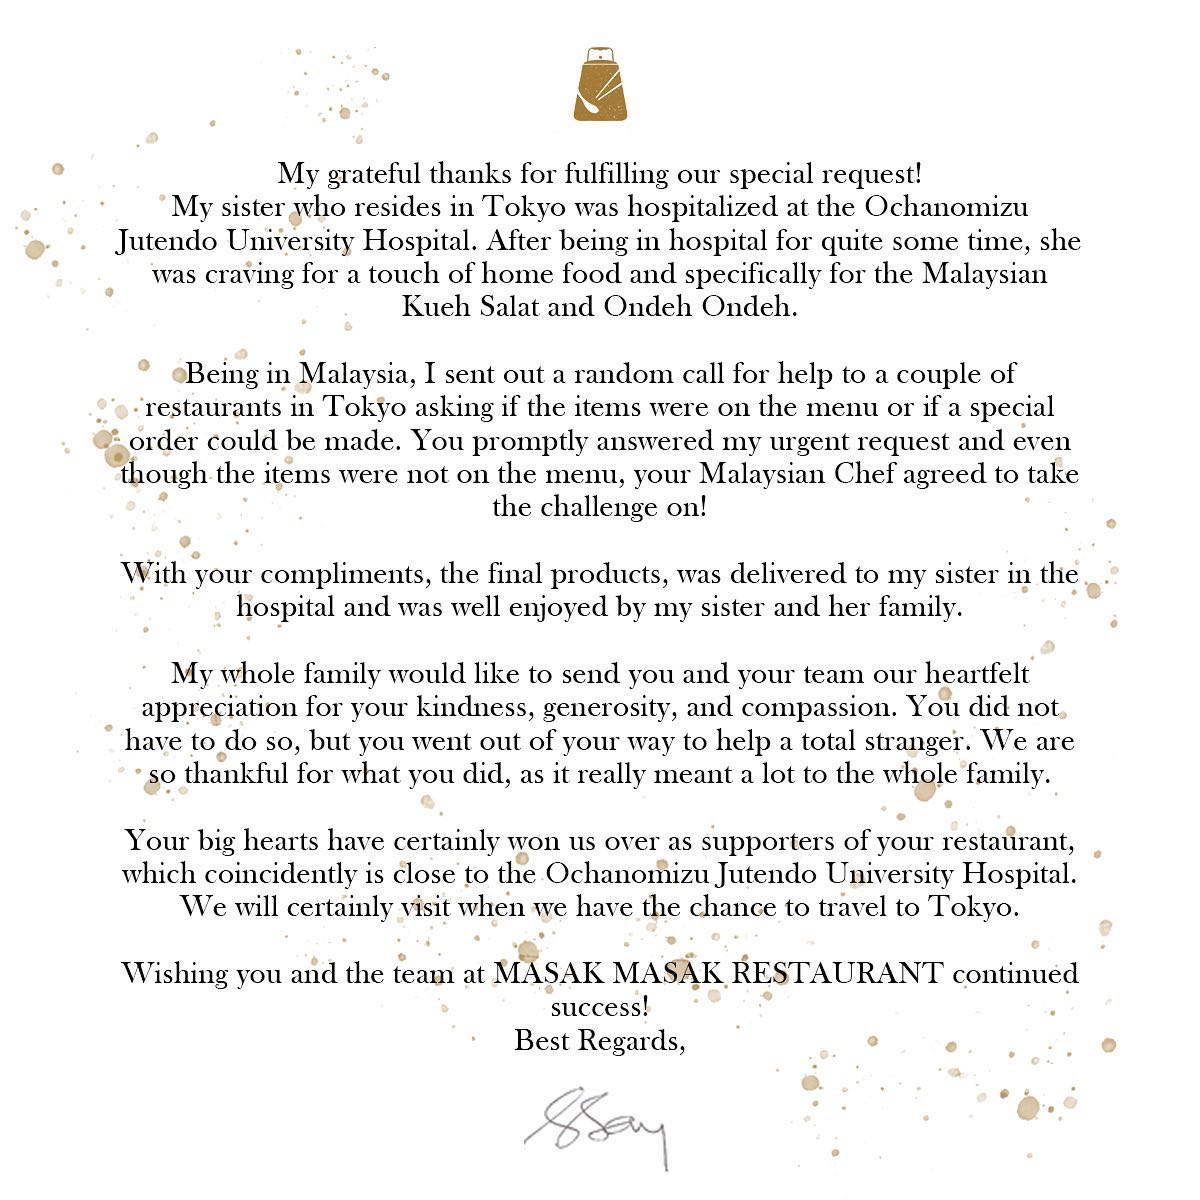 My grateful thanks for fulfilling our special request!
My sister who resides in Tokyo was hospitalized at the Ochanomizu
Jutendo University Hospital. After being in hospital for quite some time, she
was craving for a touch of home food and specifically for the Malaysian
Kueh Salat and Ondeh Ondeh.
Being in Malaysia, I sent out a random call for help to a couple of
restaurants in Tokyo asking if the items were on the menu or if a special
order could be made. You promptly answered my urgent request and even
though the items were not on the menu, your Malaysian Chef agreed to take
the challenge on!
With your compliments, the final products, was delivered to my sister in the
hospital and was well enjoyed by my sister and her family.
My whole family would like to send you and your team our heartfelt
appreciation for your kindness, generosity, and compassion. You did not
have to do so, but you went out of your way to help a total stranger. We are
so thankful for what you did, as it really meant a lot to the whole family.
Your big hearts have certainly won us over as supporters of your restaurant,
which coincidently is close to the Ochanomizu Jutendo University Hospital.
We will certainly visit when we have the chance to travel to Tokyo.
Wishing you and the team at MASAK MASAK RESTAURANT continued
success!
Best Regards,